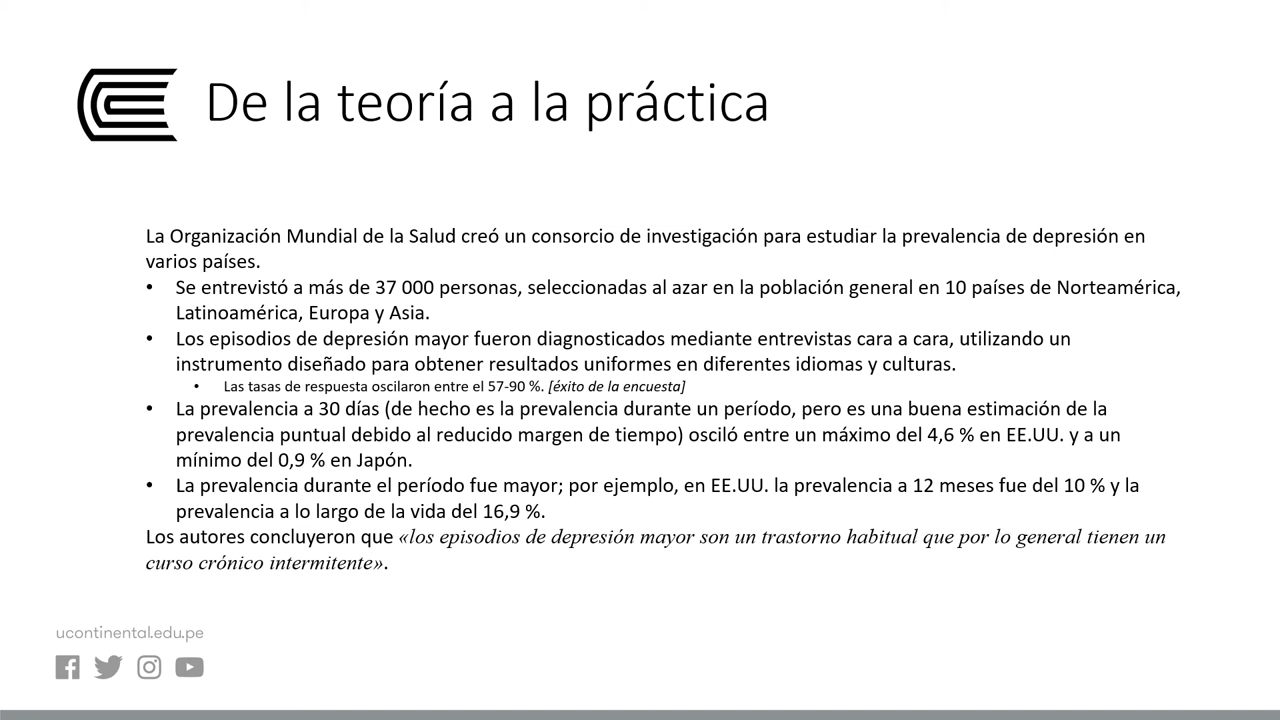 De la teoría a la práctica
La Organización Mundial de la Salud creó un consorcio de investigación para estudiar la prevalencia de depresión en
varios países.
• Se entrevistó a más de 37 000 personas, seleccionadas al azar en la población general en 10 países de Norteamérica,
Latinoamérica, Europa y Asia.
• Los episodios de depresión mayor fueron diagnosticados mediante entrevistas cara a cara, utilizando un
instrumento diseñado para obtener resultados uniformes en diferentes idiomas y culturas.
• Las tasas de respuesta oscilaron entre el 57-90 %. [éxito de la encuesta]
• La prevalencia a 30 días (de hecho es la prevalencia durante un período, pero es una buena estimación de la
prevalencia puntual debido al reducido margen de tiempo) osciló entre un máximo del 4,6 % en EE.UU. y a un
mínimo del 0,9 % en Japón.
• La prevalencia durante el período fue mayor; por ejemplo, en EE.UU. la prevalencia a 12 meses fue del 10 % y la
prevalencia a lo largo de la vida del 16,9 %.
Los autores concluyeron que «los episodios de depresión mayor son un trastorno habitual que por lo general tienen un
curso crónico intermitente».
ucontinental.edu.pe